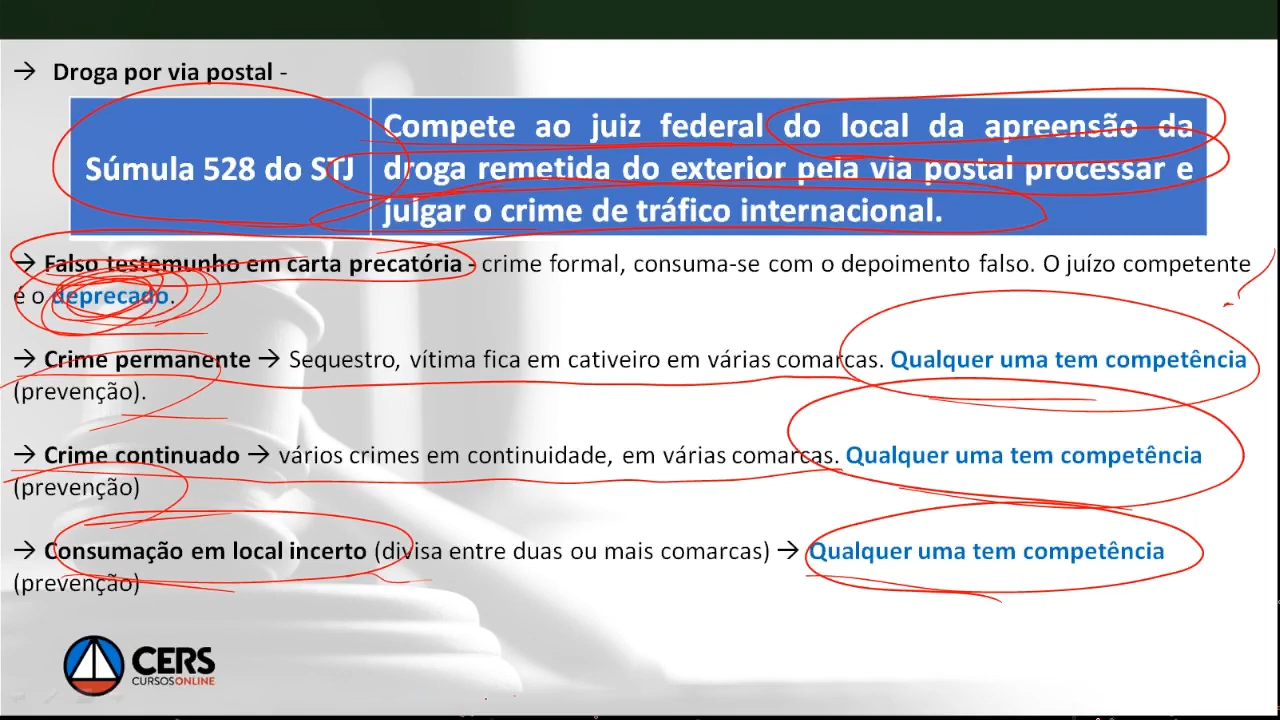 → Droga por via postal -
Súmula 528 do STJ
Compete ao juiz federal do local da apreensão da
droga remetida do exterior pela via postal processar e
julgar o crime de tráfico internacional.
→ Falso testemunho em carta precatória - crime formal, consuma-se com o depoimento falso. O juízo competente
é o deprecado.
→ Crime permanente → Sequestro, vítima fica em cativeiro em várias comarcas. Qualquer uma tem competência
(prevenção).
→ Crime continuado → vários crimes em continuidade, em várias comarcas. Qualquer uma tem competência
(prevenção)
→ Consumação em local incerto (divisa entre duas ou mais comarcas) → Qualquer uma tem competência
(prevenção)
CERS
CURSOS ONLINE